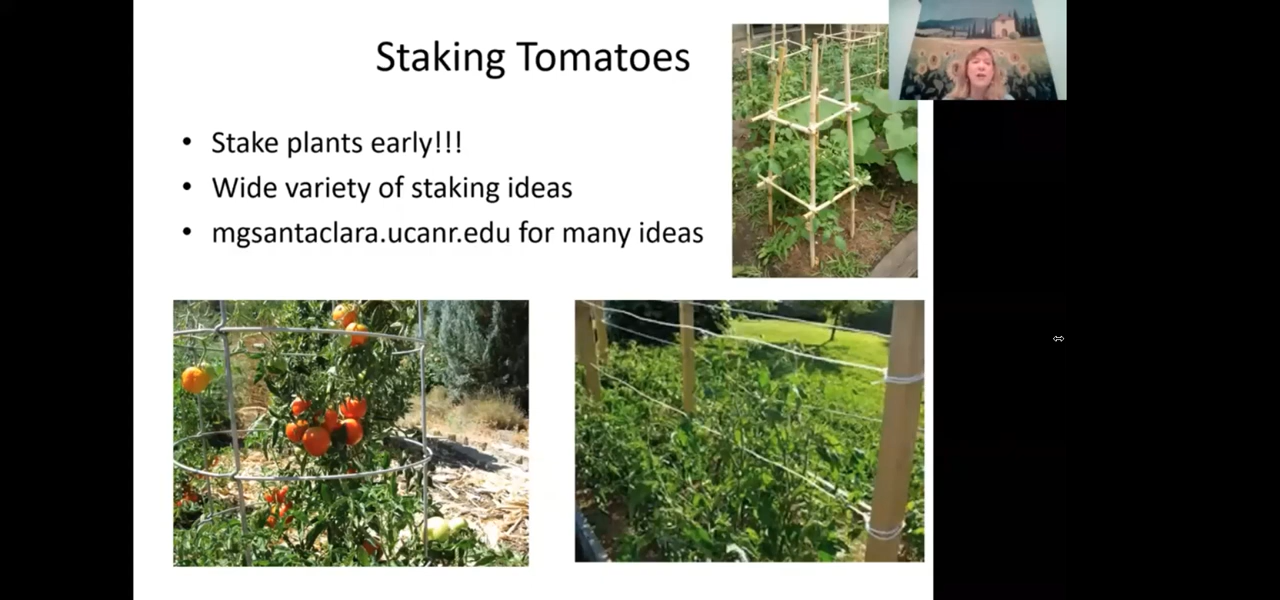 Staking Tomatoes
• Stake plants early!!!
• Wide variety of staking ideas
• mgsantaclara.ucanr.edu for many ideas